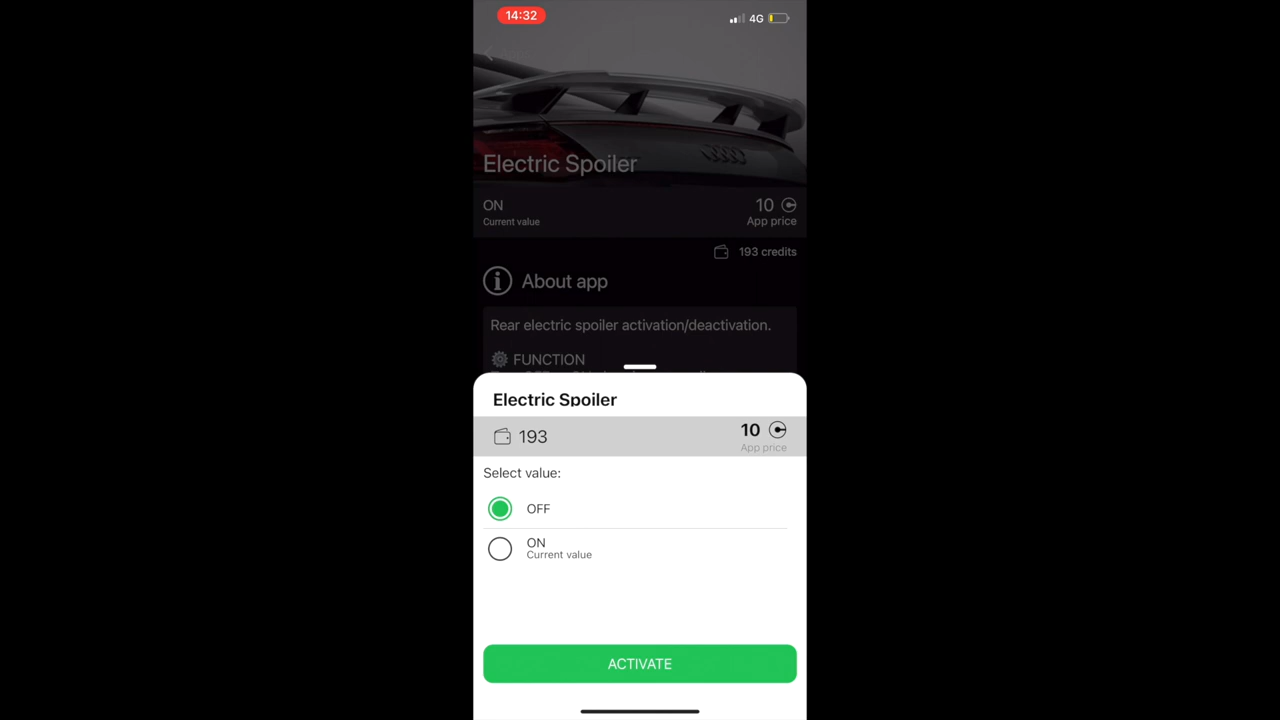 14:32
4G
Electric Spoiler
ON
10
Current value
App price
193 credits
About app
Rear electric spoiler activation/deactivation.
FUNCTION
Electric Spoiler
193
10
App price
Select value:
OFF
ON
Current value
ACTIVATE